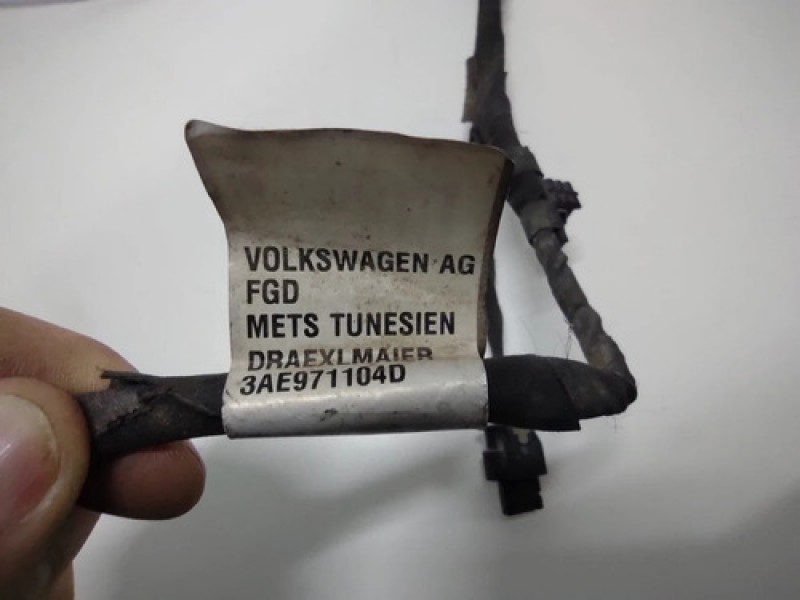 VOLKSWAGEN AG
FGD
METS TUNESIEN
DRAEXLMAIER
3AE971104D